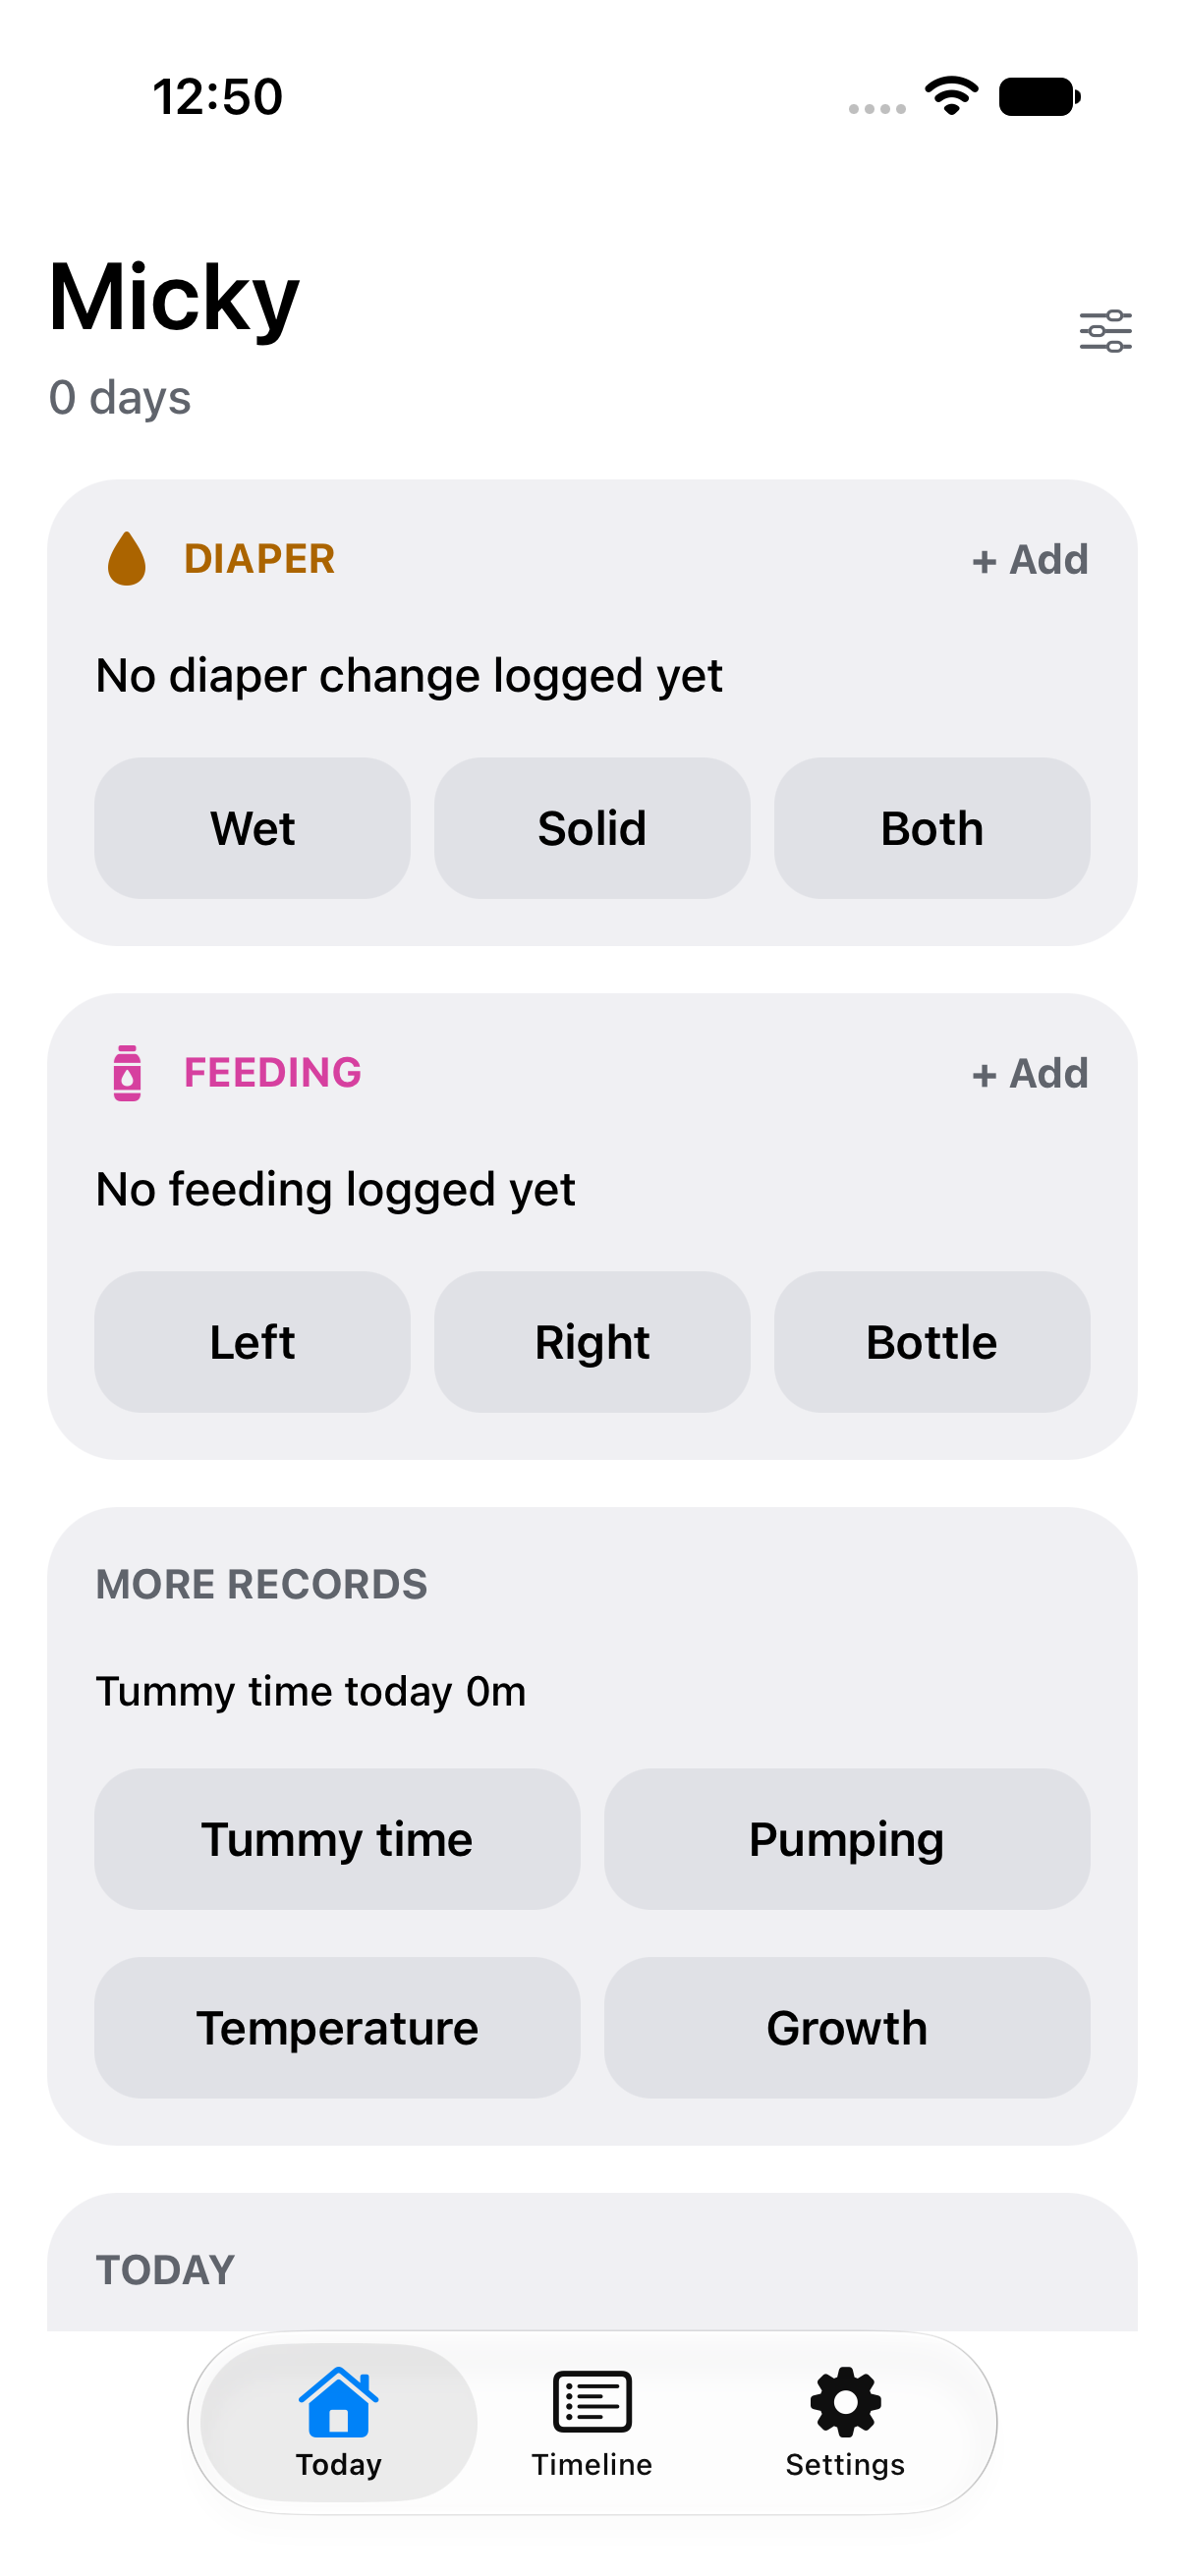 12:50
Micky
0 days
DIAPER
+ Add
No diaper change logged yet
Wet
Solid
Both
FEEDING
+ Add
No feeding logged yet
Left
Right
Bottle
MORE RECORDS
Tummy time today 0m
Tummy time
Pumping
Temperature
Growth
TODAY
Today
Timeline
Settings